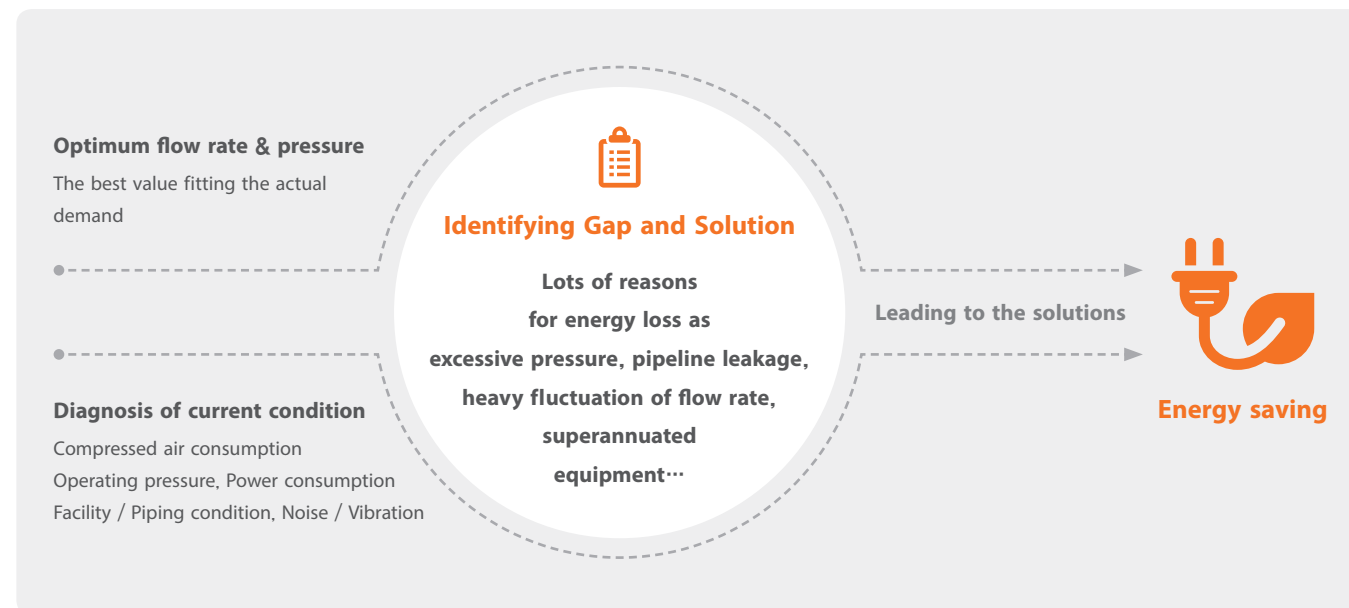 Optimum flow rate & pressure
The best value fitting the actual
demand
Diagnosis of current condition
Compressed air consumption
Operating pressure, Power consumption
Facility / Piping condition, Noise / Vibration
Identifying Gap and Solution
Lots of reasons
for energy loss as
excessive pressure, pipeline leakage,
heavy fluctuation of flow rate,
superannuated
equipment···
Leading to the solutions
Energy saving